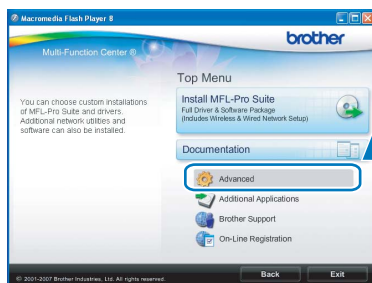 Macromedia Flash Player 8
brother
Multi-Function Center ®
Top Menu
You can choose custom installations
of MFL-Pro Suite and drivers.
Additional network utilities and
software can also be installed.
Install MFL-Pro Suite
Full Driver & Software Package
(Includes Wireless & Wired Network Setup)
Documentation
Advanced
Additional Applications
Brother Support
On-Line Registration
© 2001-2007 Brother Industries, Ltd. All rights reserved.
Back
Exit